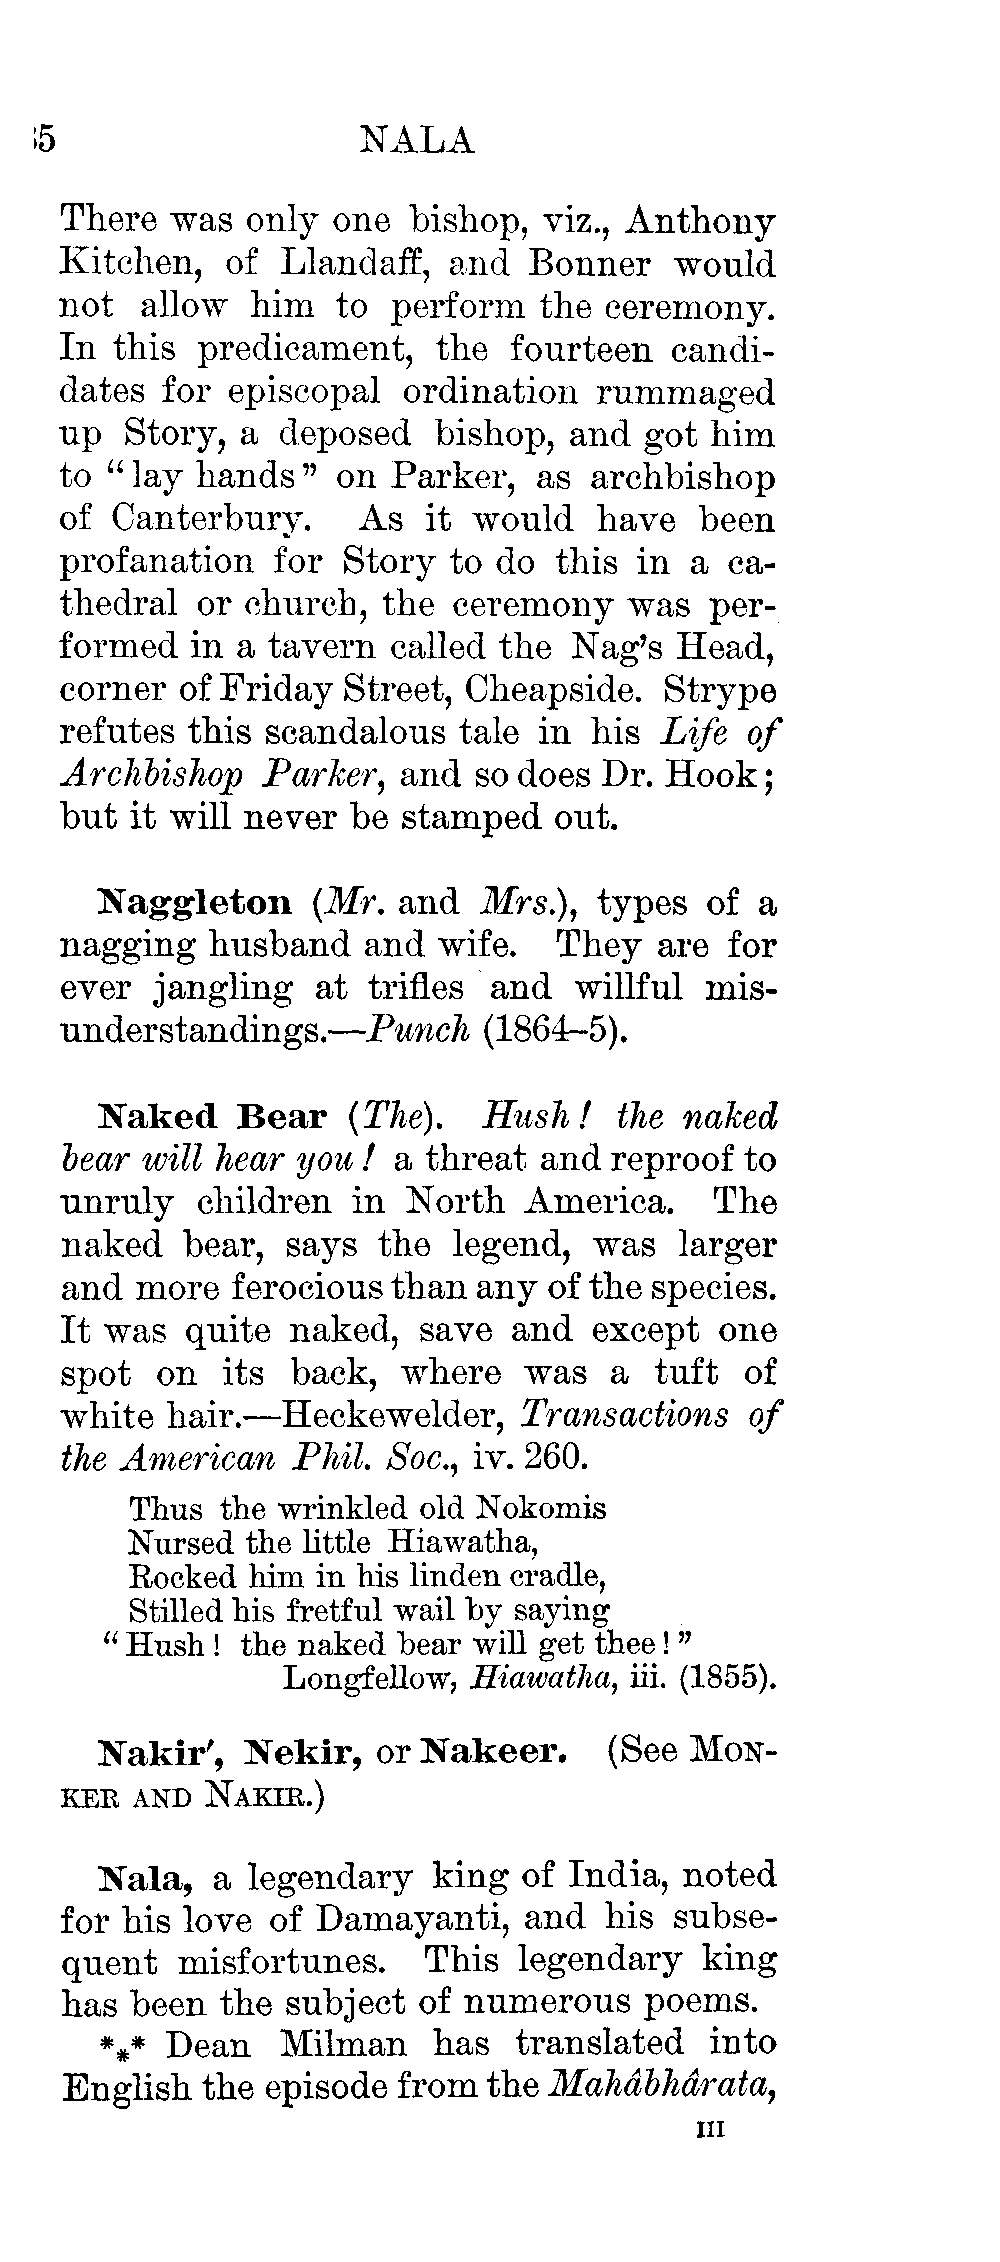 5 NALA
There was only one bishop, viz., Anthony
Kitchen, of Llandaff, and Bonner would
not allow him to perform the ceremony.
In this predicament, the fourteen candi-
dates for episcopal ordination rummaged
up Story, a deposed bishop, and got him
to “lay hands” on Parker, as archbishop
of Canterbury. As it would have been
profanation for Story to do this in a ca-
thedral or church, the ceremony was per-
formed in a tavern called the Nag’s Head,
corner of Friday Street, Cheapside. Strype
refutes this scandalous tale in his Life of
Archbishop Parker, and so does Dr. Hook;
but it will never be stamped out.
Naggleton (Mr. and Mrs.), types of a
nagging husband and wife. They are for
ever jangling at trifles and willful mis-
understandings.—Punch (1864–5).
Naked Bear (The). Hush! the naked
bear will hear you! a threat and reproof to
unruly children in North America. The
naked bear, says the legend, was larger
and more ferocious than any of the species.
It was quite naked, save and except one
spot on its back, where was a tuft of
white hair.—Heckewelder, Transactions of
the American Phil. Soc., iv. 260.
Thus the wrinkled old Nokomis
Nursed the little Hiawatha,
Rocked him in his linden cradle,
Stilled his fretful wail by saying
“Hush! the naked bear will get thee!”
Longfellow, Hiawatha, iii. (1855).
Nakir′, Nekir, or Nakeer. (See MON-
KER AND NAKIR.)
Nala, a legendary king of India, noted
for his love of Damayanti, and his subse-
quent misfortunes. This legendary king
has been the subject of numerous poems.
*⁎* Dean Milman has translated into
English the episode from the Mahâbhârata,
III